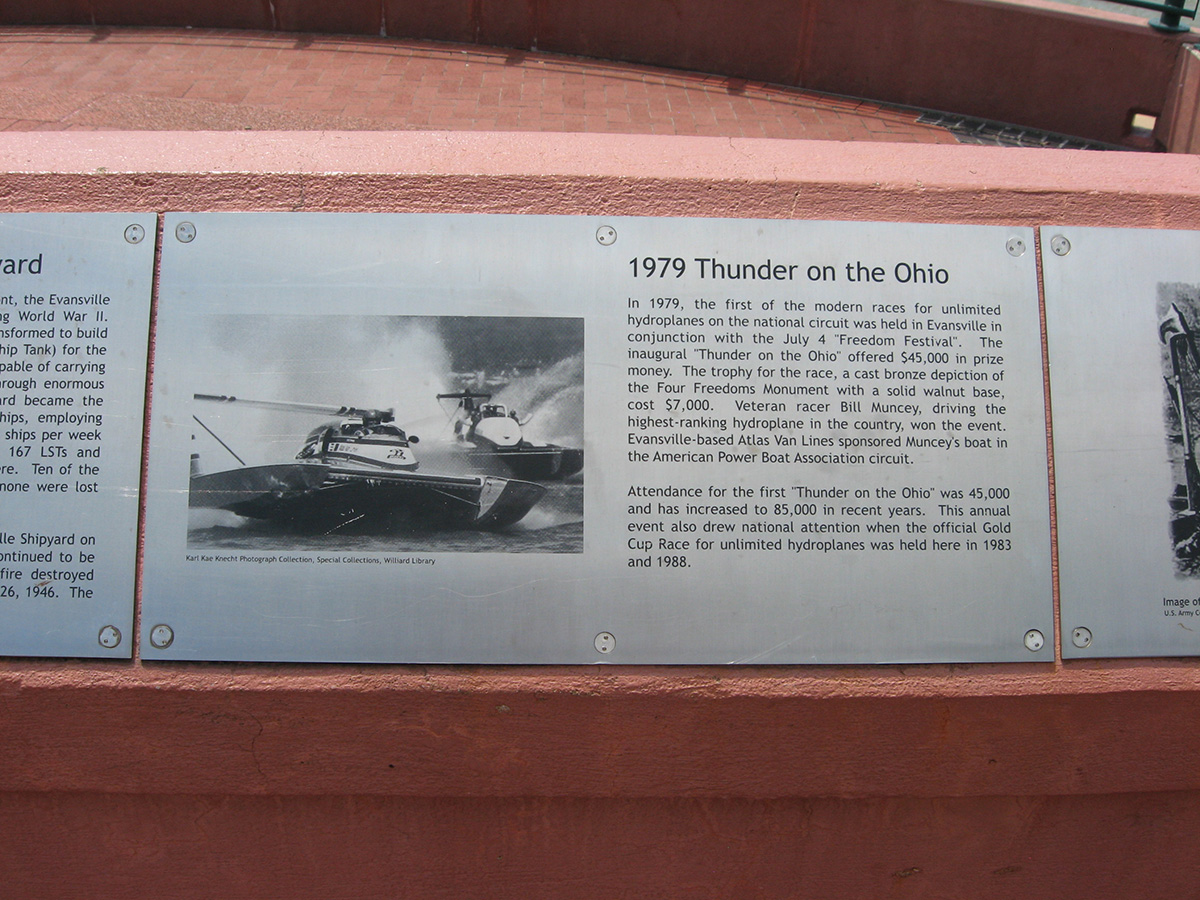 yard
nt, the Evansville
ng World War II.
nsformed to build
hip Tank) for the
pable of carrying
rough enormous
ard became the
hips, employing
ships per week
167 LSTs and
ere. Ten of the
none were lost
lle Shipyard on
ontinued to be
fire destroyed
26, 1946. The
1979 Thunder on the Ohio
In 1979, the first of the modern races for unlimited
hydroplanes on the national circuit was held in Evansville in
conjunction with the July 4 "Freedom Festival". The
inaugural "Thunder on the Ohio" offered $45,000 in prize
money. The trophy for the race, a cast bronze depiction of
the Four Freedoms Monument with a solid walnut base,
cost $7,000. Veteran racer Bill Muncey, driving the
highest-ranking hydroplane in the country, won the event.
Evansville-based Atlas Van Lines sponsored Muncey's boat in
the American Power Boat Association circuit.
Attendance for the first "Thunder on the Ohio" was 45,000
and has increased to 85,000 in recent years. This annual
event also drew national attention when the official Gold
Cup Race for unlimited hydroplanes was held here in 1983
and 1988.
Karl Kae Knecht Photograph Collection, Special Collections, Williard Library
Image of
U.S. Army C